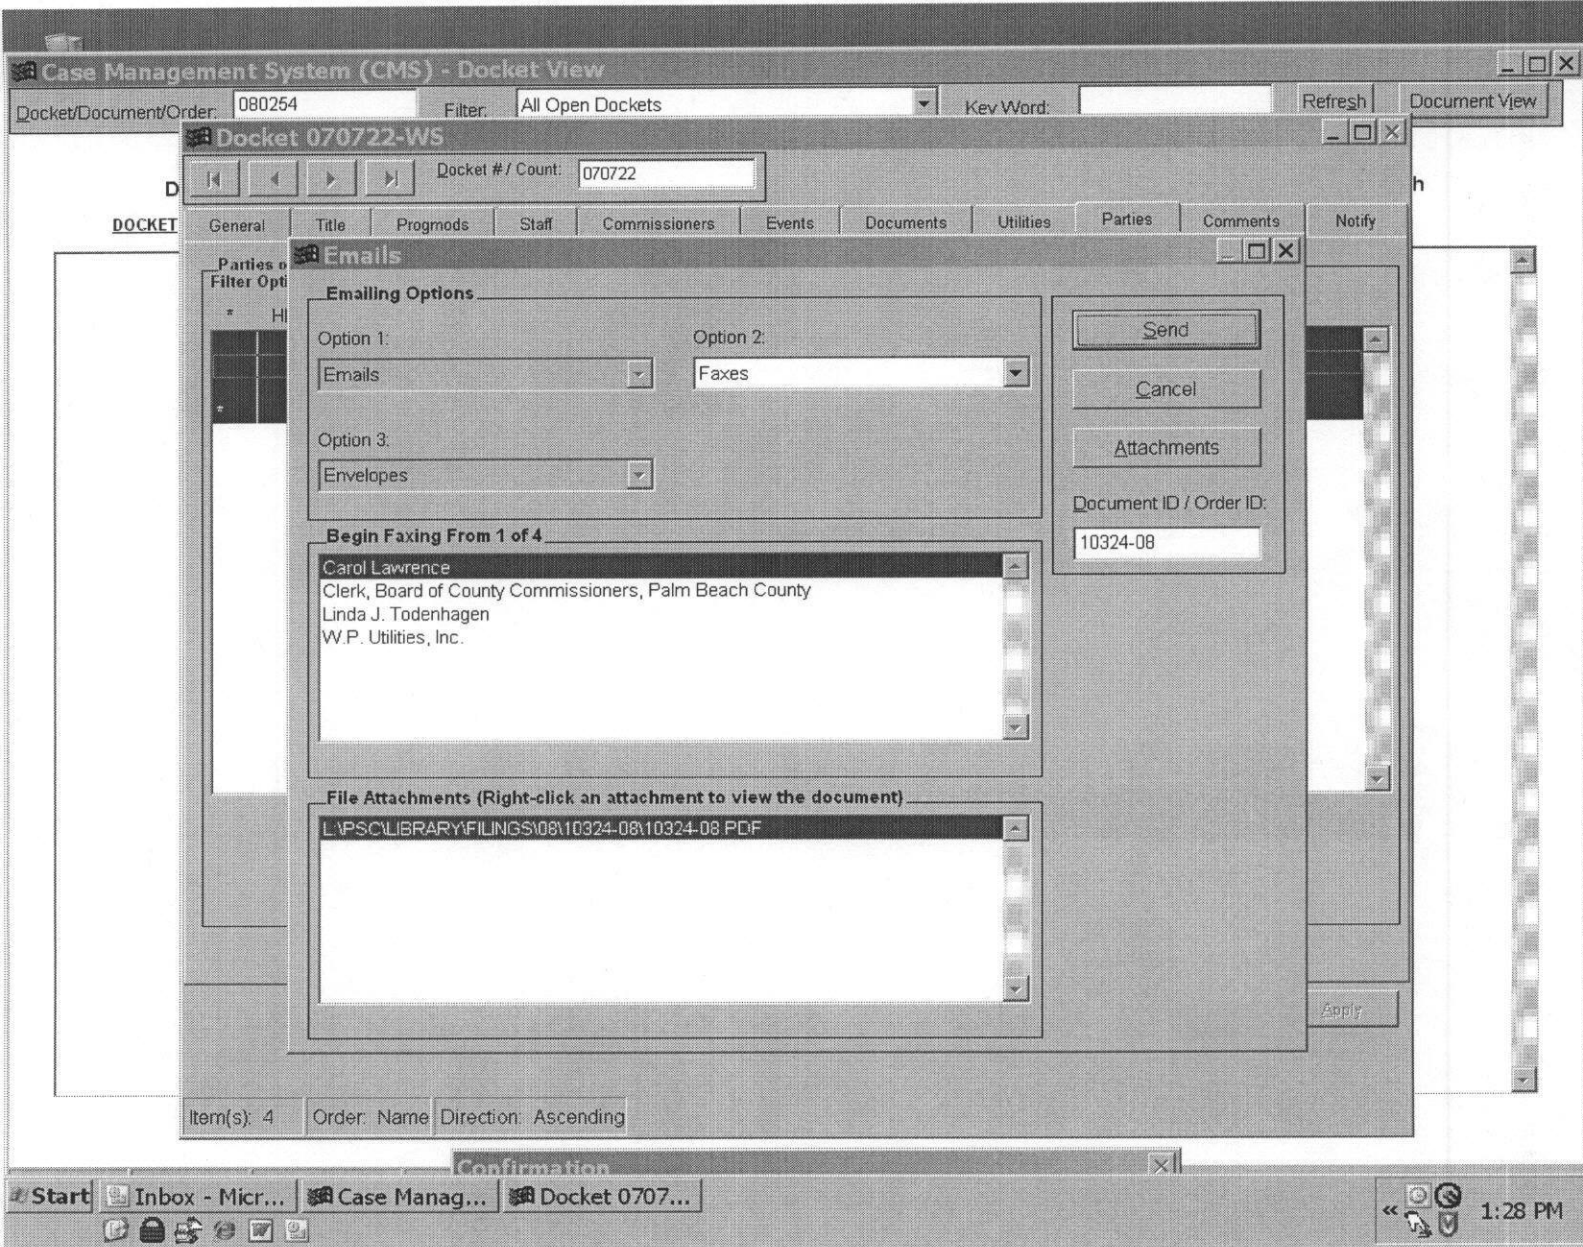 Case Management System (CMS) - Docket View
Docket/Document/Order: 080254 Filter: All Open Dockets Key Word: Refresh Document View
Docket 070722-WS
Docket # / Count: 070722
D h
DOCKET General Title Progmods Staff Commissioners Events Documents Utilities Parties Comments Notify
Parties o
Filter Opti
* HI
*
Emails
Emailing Options
Option 1: Option 2:
Emails Faxes
Option 3:
Envelopes
Send
Cancel
Attachments
Document ID / Order ID:
10324-08
Begin Faxing From 1 of 4
Carol Lawrence
Clerk, Board of County Commissioners, Palm Beach County
Linda J. Todenhagen
W.P. Utilities, Inc.
File Attachments (Right-click an attachment to view the document)
L:\PSC\LIBRARY\FILINGS\08\10324-08\10324-08.PDF
Apply
Item(s): 4 Order: Name Direction: Ascending
Confirmation
Start Inbox - Micr... Case Manag... Docket 0707... « 1:28 PM